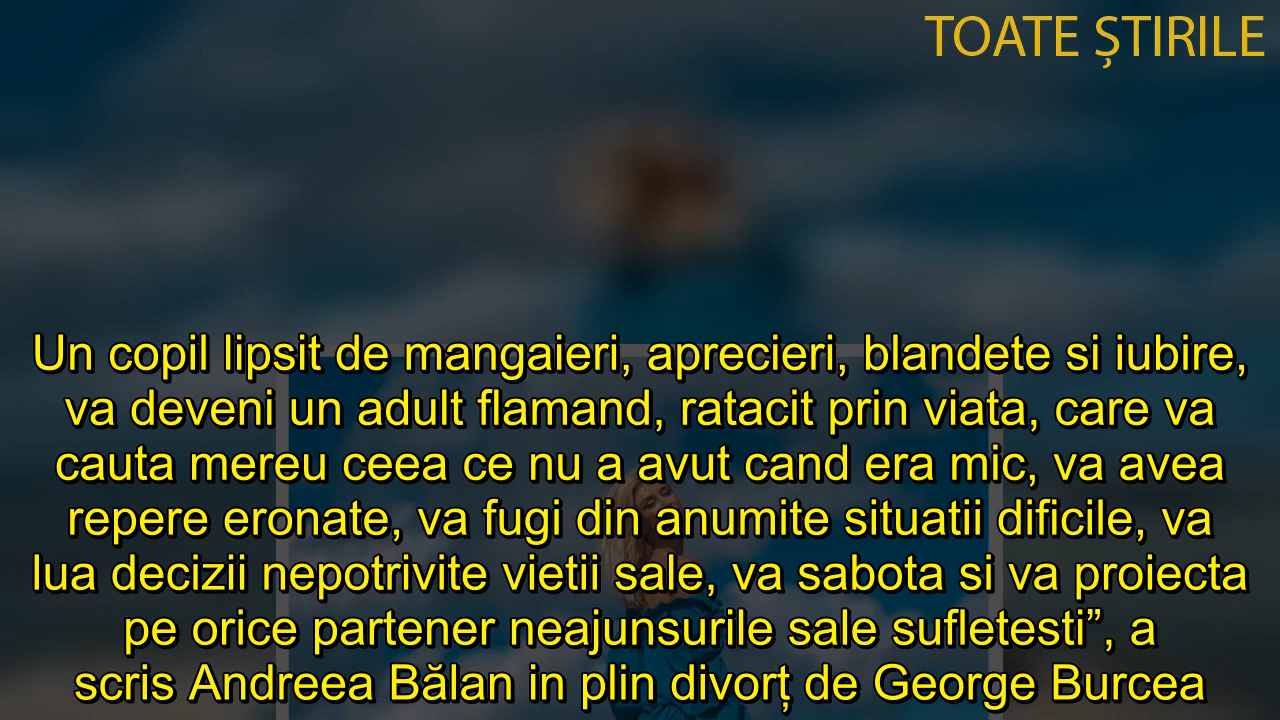 TOATE ȘTIRILE
Un copil lipsit de mangaieri, aprecieri, blandete si iubire,
va deveni un adult flamand, ratacit prin viata, care va
cauta mereu ceea ce nu a avut cand era mic, va avea
repere eronate, va fugi din anumite situatii dificile, va
lua decizii nepotrivite vietii sale, va sabota si va proiecta
pe orice partener neajunsurile sale sufletesti”, a
scris Andreea Bălan in plin divorț de George Burcea